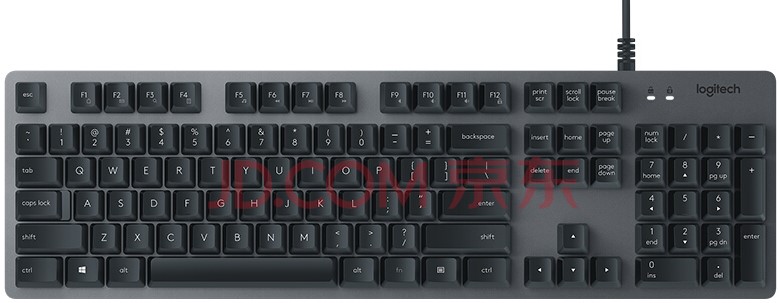 logitech
esc F1 F2 F3 F4 F5 F6 F7 F8 F9 F10 F11 F12 print scr scroll lock pause break
~ ` ! 1 @ 2 # 3 $ 4 % 5 ^ 6 & 7 * 8 ( 9 ) 0 _ - + = backspace insert home page up num lock / * -
tab Q W E R T Y U I O P { [ } ] | \ delete end page down 7 home 8 9 pg up +
JD.COM 京东
caps lock A S D F G H J K L : ; " ' enter 4 5 6
shift Z X C V B N M < , > . ? / shift 1 end 2 3 pg dn enter
ctrl alt alt fn ctrl 0 ins . del